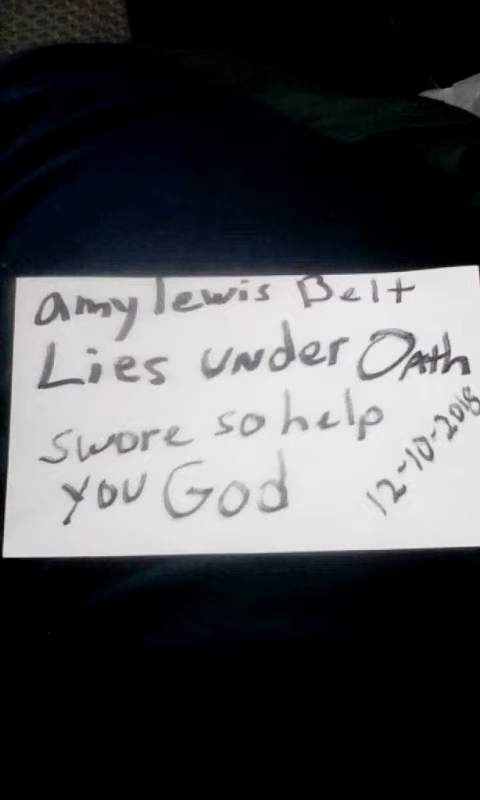 amy lewis Belt
Lies under Oath
swore so help
you God
12-10-2018